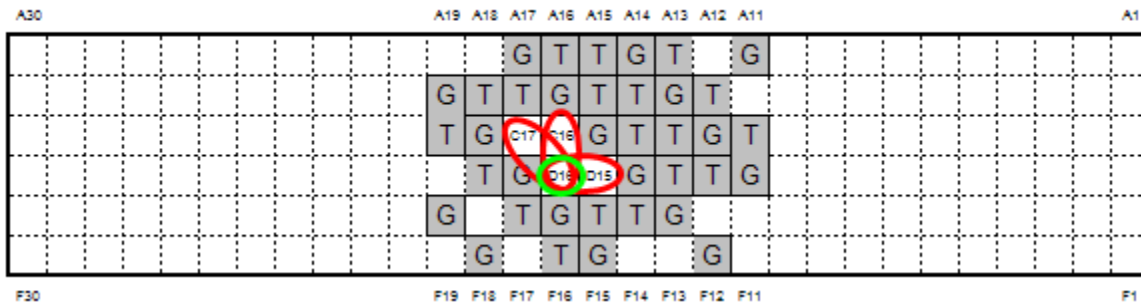 A30 A19 A18 A17 A16 A15 A14 A13 A12 A11 A1
G T T G T G
G T T G T T G T
T G C17 C16 G T T G T
T G D16 D15 G T T G
G T G T T G
G T G G
F30 F19 F18 F17 F16 F15 F14 F13 F12 F11 F1